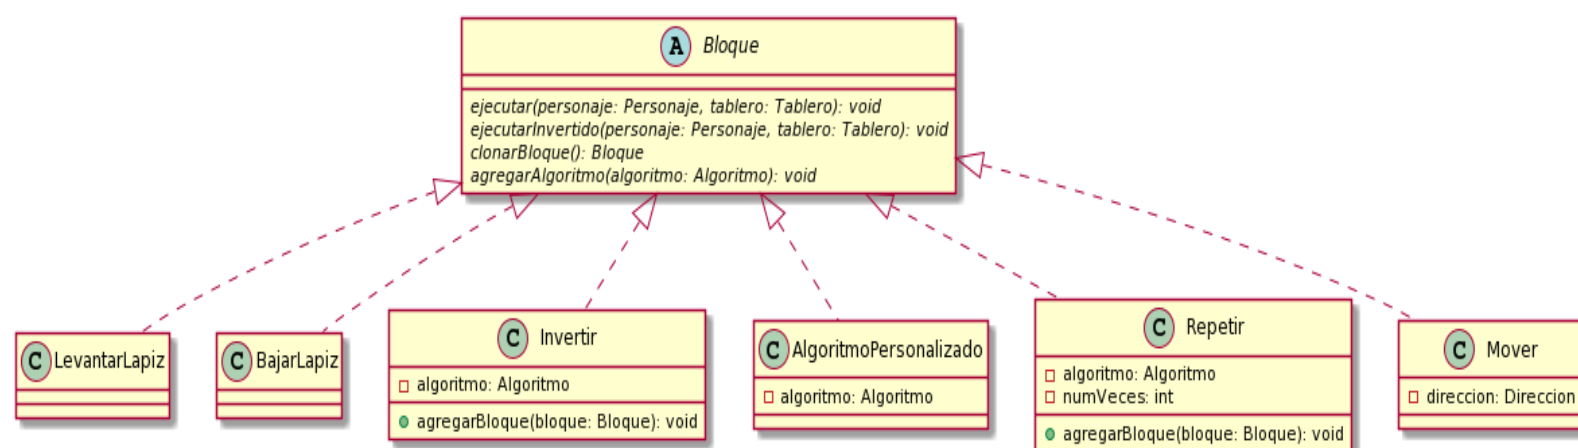 A Bloque
ejecutar(personaje: Personaje, tablero: Tablero): void
ejecutarInvertido(personaje: Personaje, tablero: Tablero): void
clonarBloque(): Bloque
agregarAlgoritmo(algoritmo: Algoritmo): void
C LevantarLapiz
C BajarLapiz
C Invertir
algoritmo: Algoritmo
agregarBloque(bloque: Bloque): void
C AlgoritmoPersonalizado
algoritmo: Algoritmo
C Repetir
algoritmo: Algoritmo
numVeces: int
agregarBloque(bloque: Bloque): void
C Mover
direccion: Direccion